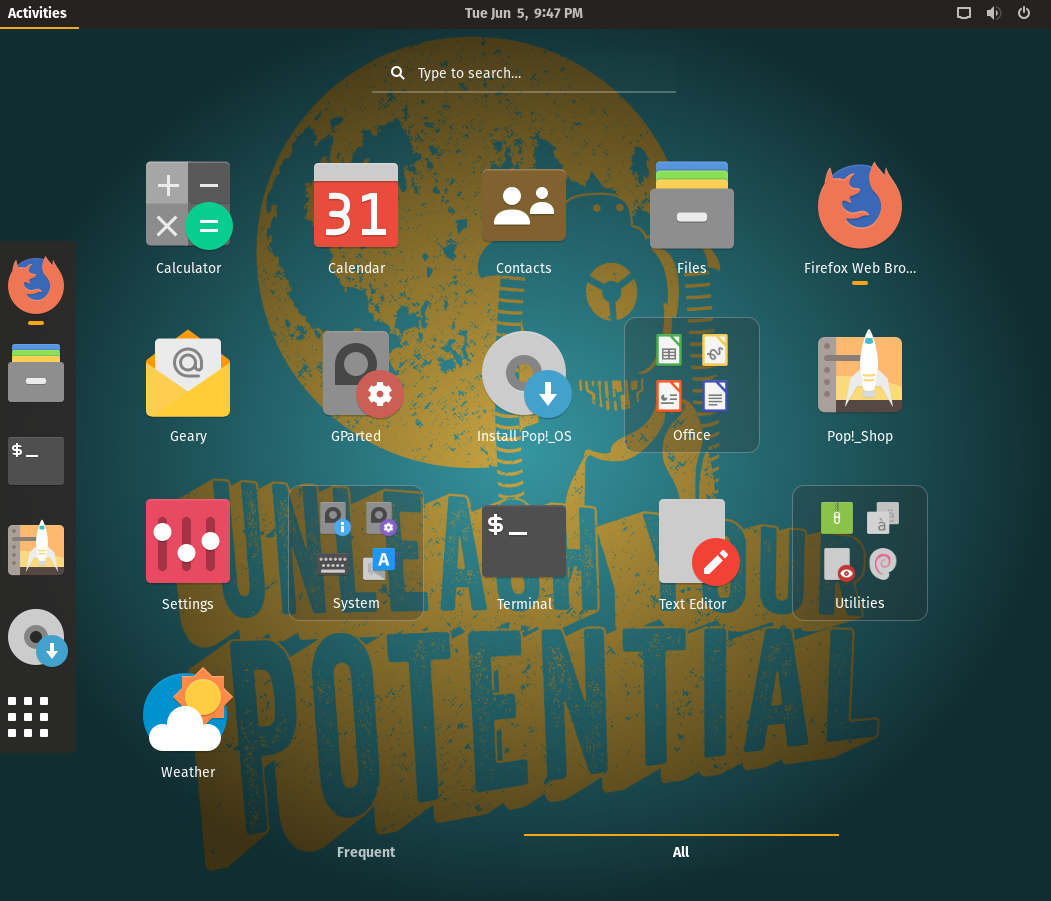 Activities
Tue Jun 5, 9:47 PM
Type to search...
31
Calculator
Calendar
Contacts
Files
Firefox Web Bro...
@
Geary
GParted
Install Pop!_OS
Office
Pop!_Shop
$_
$_
Settings
á
A
System
Terminal
Text Editor
Utilities
UNLEASH YOUR
POTENTIAL
Weather
Frequent
All